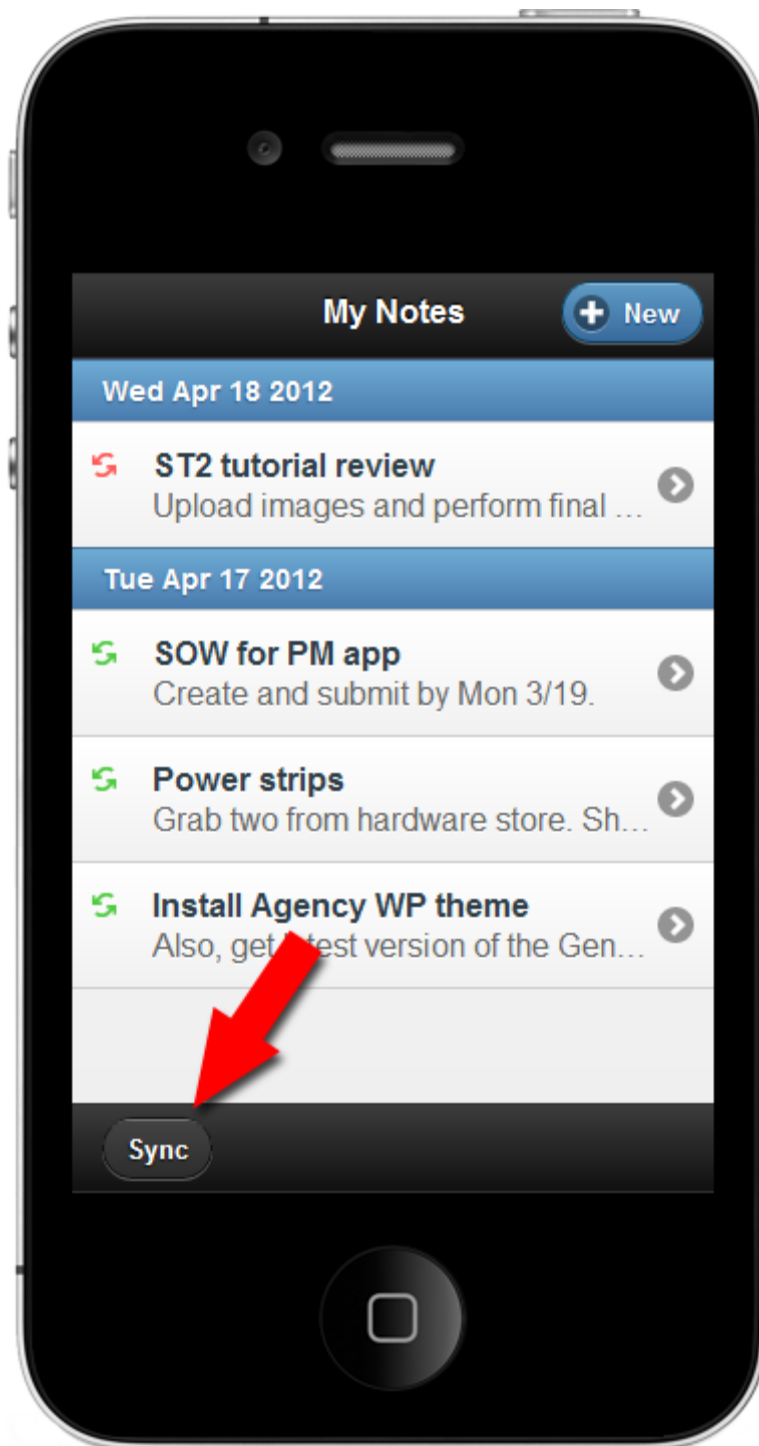 My Notes
New
Wed Apr 18 2012
ST2 tutorial review
Upload images and perform final ...
Tue Apr 17 2012
SOW for PM app
Create and submit by Mon 3/19.
Power strips
Grab two from hardware store. Sh...
Install Agency WP theme
Also, get latest version of the Gen...
Sync